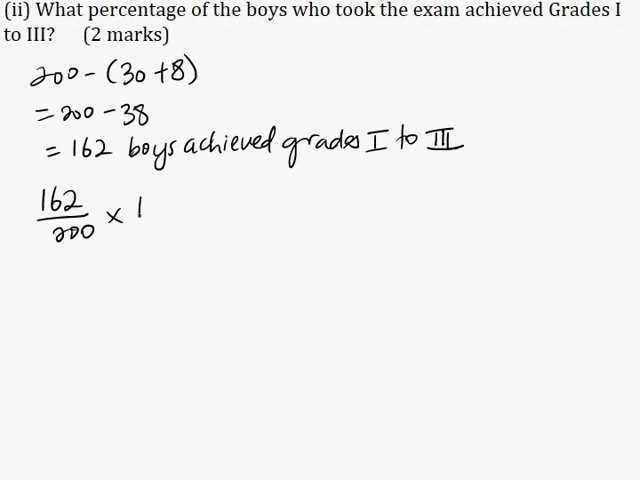 (ii) What percentage of the boys who took the exam achieved Grades I
to III? (2 marks)
200 - (30 + 8)
= 200 - 38
= 162 boys achieved grades I to III
162
200 × 1